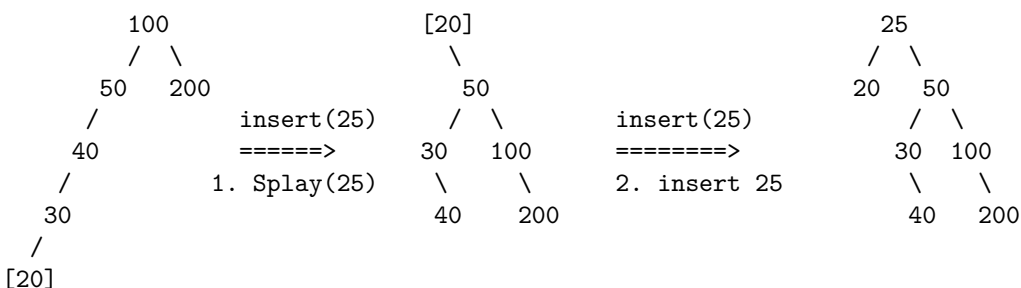 100 [20] 25
/ \ \ / \
50 200 50 20 50
/ insert(25) / \ insert(25) / \
40 ======> 30 100 ========> 30 100
/ 1. Splay(25) \ \ 2. insert 25 \ \
30 40 200 40 200
/
[20]